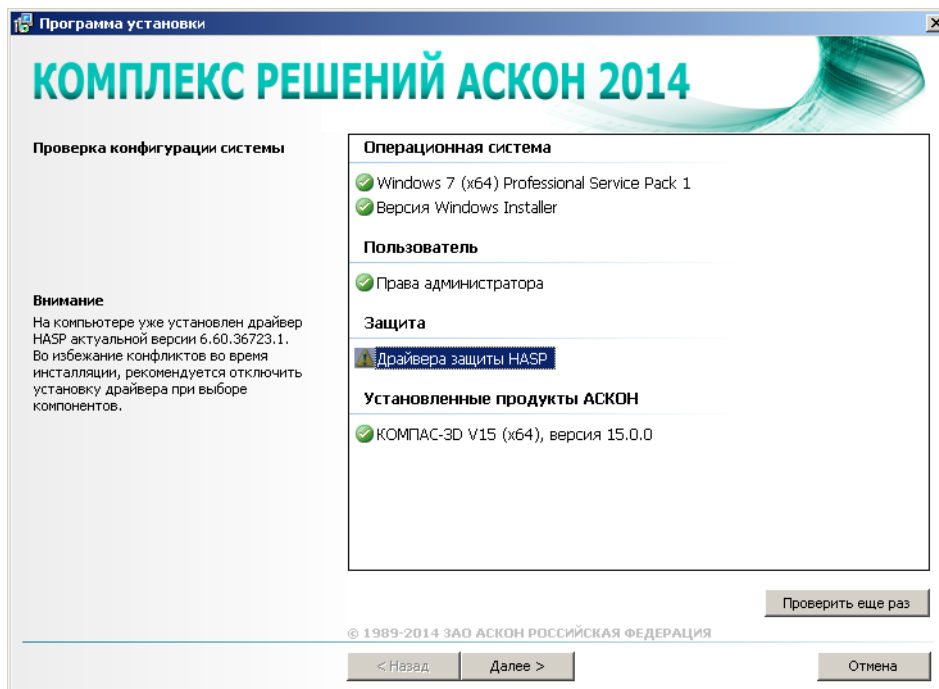 Программа установки
КОМПЛЕКС РЕШЕНИЙ АСКОН 2014
Проверка конфигурации системы
Внимание
На компьютере уже установлен драйвер
HASP актуальной версии 6.60.36723.1.
Во избежание конфликтов во время
инсталляции, рекомендуется отключить
установку драйвера при выборе
компонентов.
Операционная система
Windows 7 (x64) Professional Service Pack 1
Версия Windows Installer
Пользователь
Права администратора
Защита
Драйвера защиты HASP
Установленные продукты АСКОН
КОМПАС-3D V15 (x64), версия 15.0.0
Проверить еще раз
© 1989-2014 ЗАО АСКОН РОССИЙСКАЯ ФЕДЕРАЦИЯ
< Назад
Далее >
Отмена